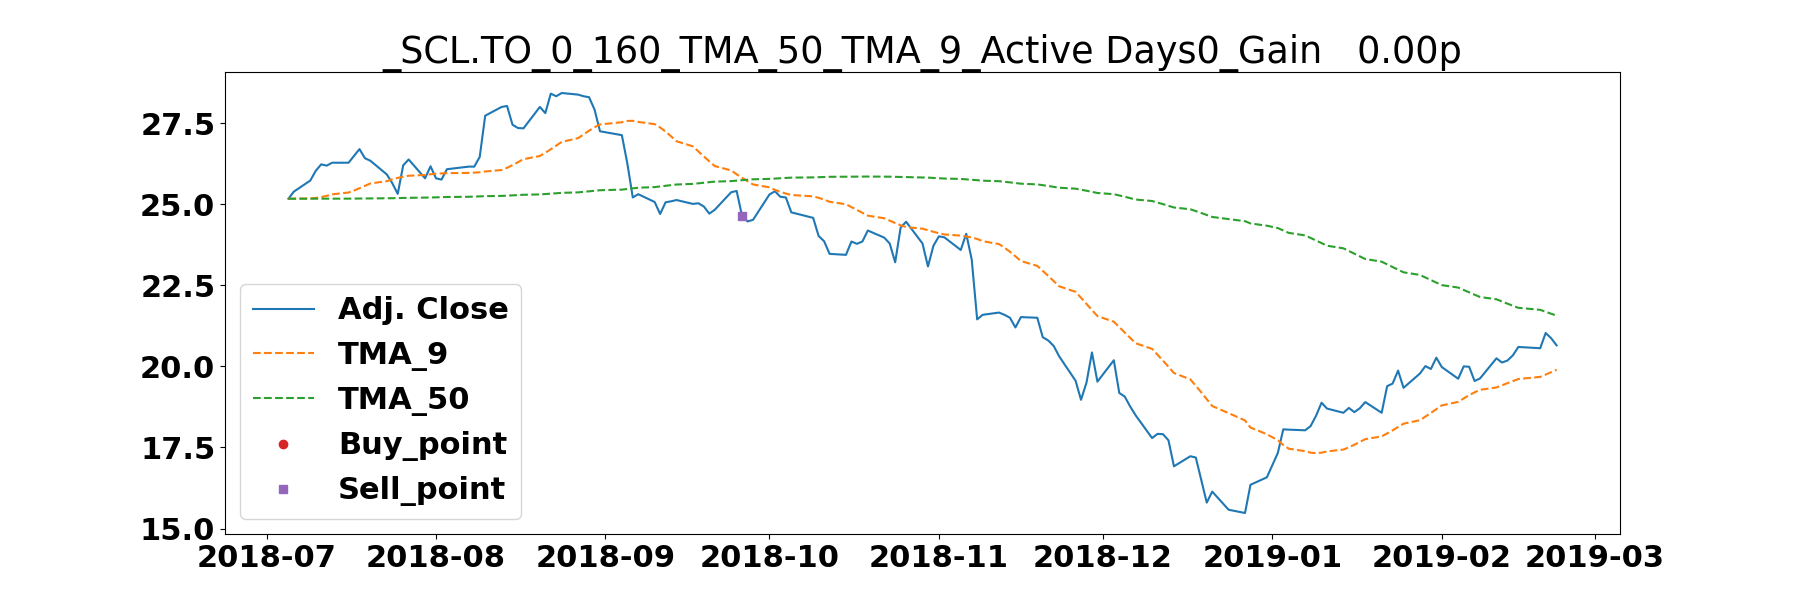 _SCL.TO_0_160_TMA_50_TMA_9_Active Days0_Gain   0.00p
27.5
25.0
22.5
20.0
17.5
15.0
Adj. Close
TMA_9
TMA_50
Buy_point
Sell_point
2018-07 2018-08 2018-09 2018-10 2018-11 2018-12 2019-01 2019-02 2019-03